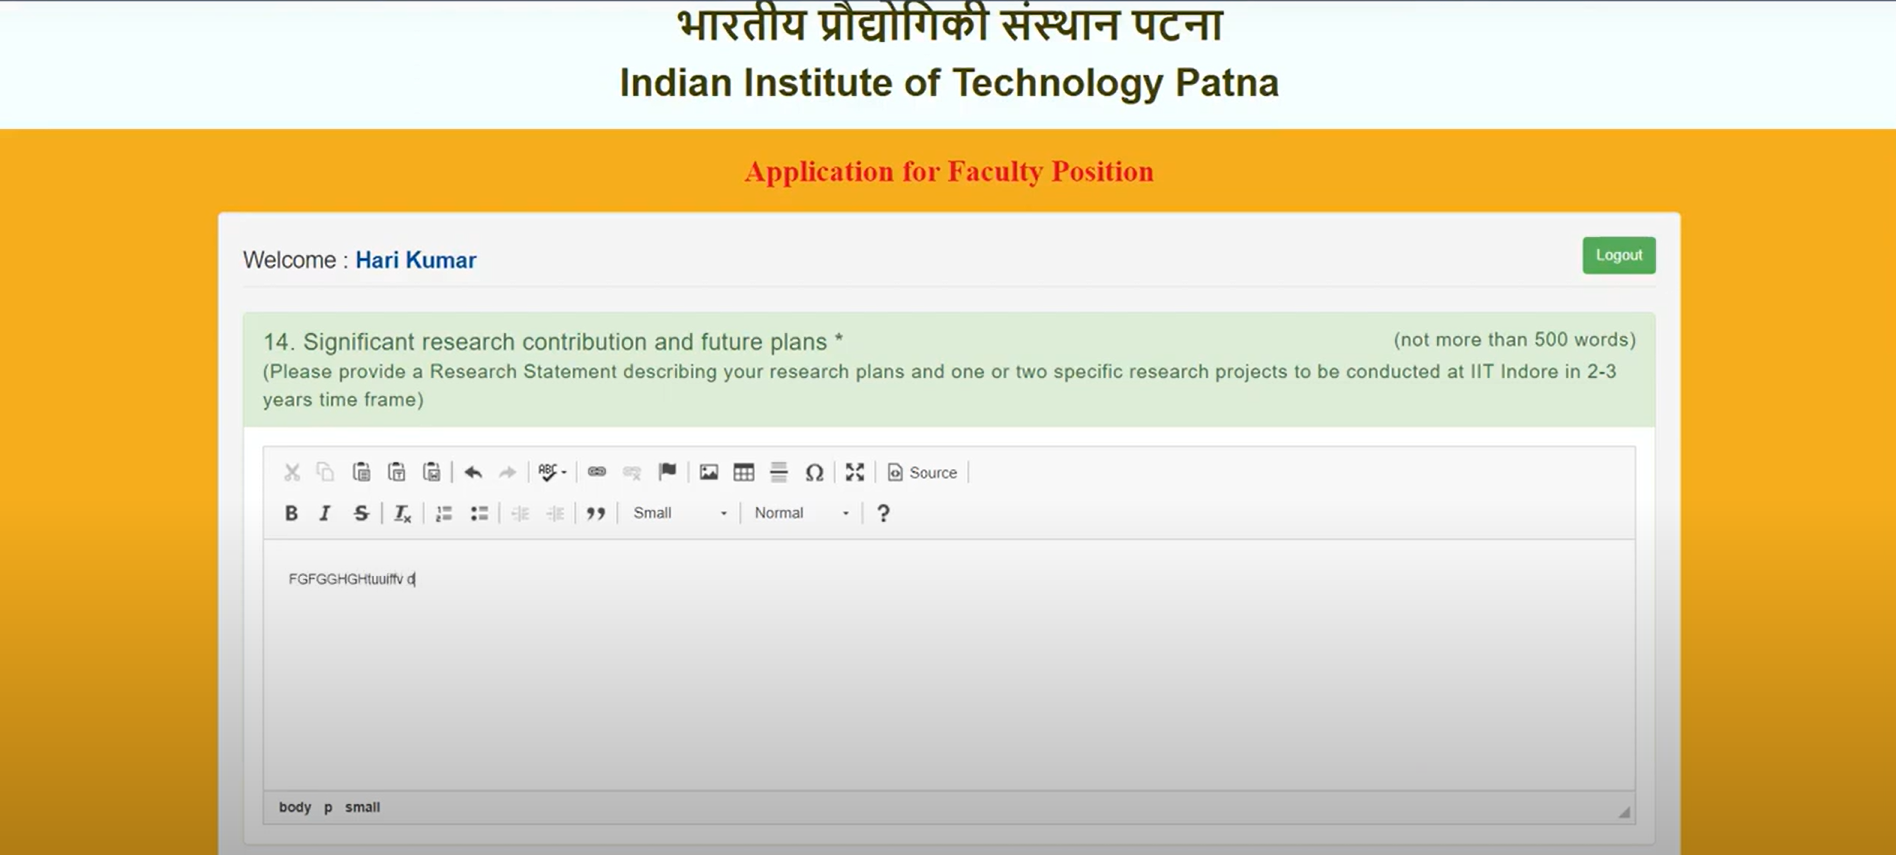 भारतीय प्रौद्योगिकी संस्थान पटना
Indian Institute of Technology Patna
Application for Faculty Position
Welcome : Hari Kumar
Logout
14. Significant research contribution and future plans *
(not more than 500 words)
(Please provide a Research Statement describing your research plans and one or two specific research projects to be conducted at IIT Indore in 2-3
years time frame)
ABC
Ω
Source
B I S Tx
Small
Normal
?
FGFGGHGHtuuiffv d
body p small